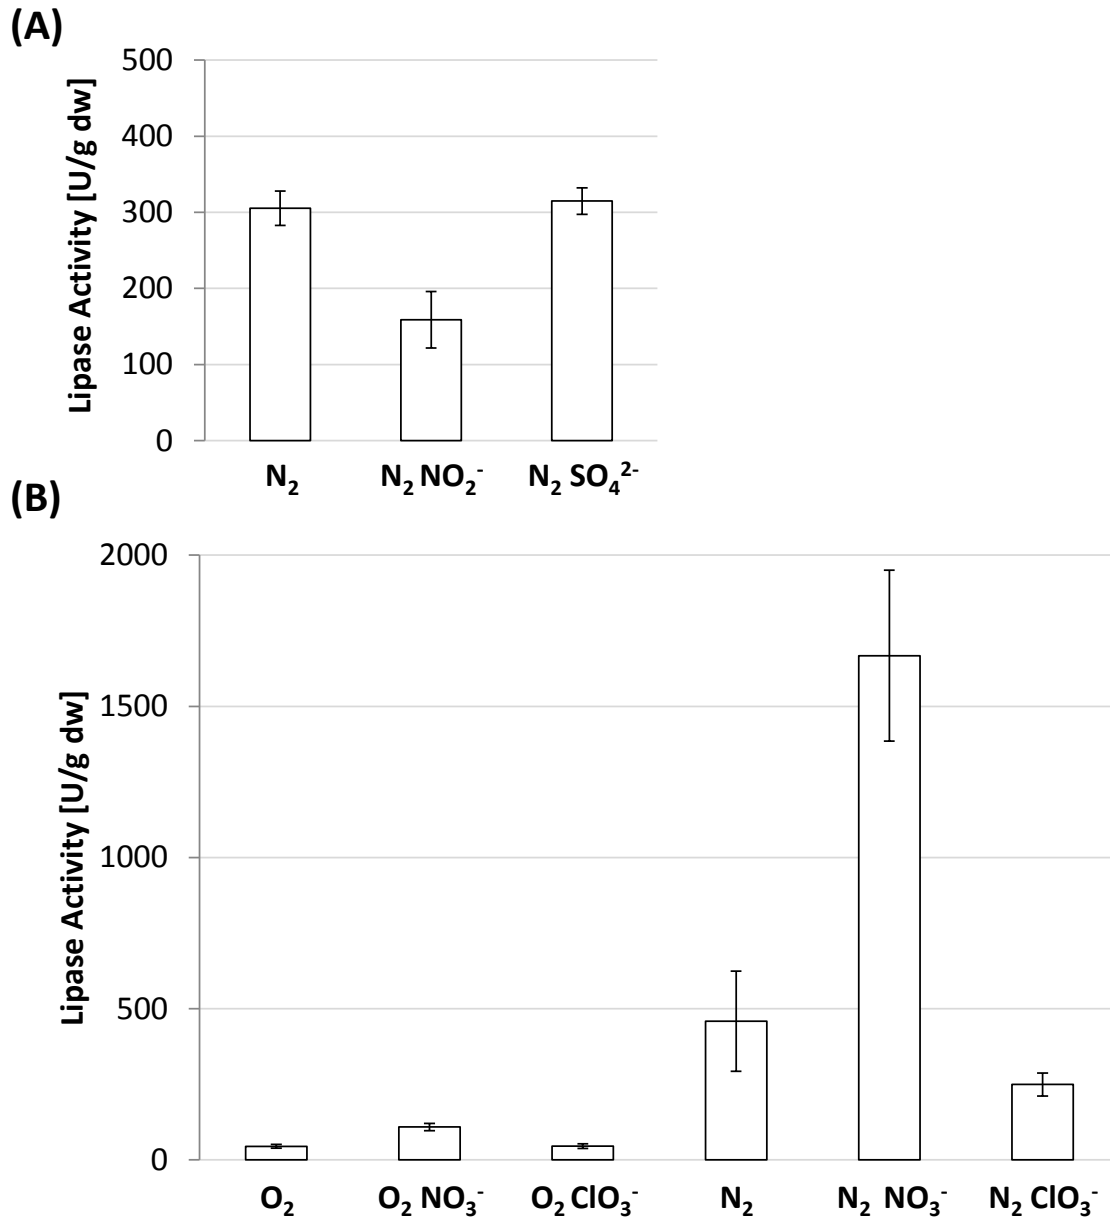 (A)
Lipase Activity [U/g dw]
500
400
300
200
100
0
N₂ N₂ NO₂⁻ N₂ SO₄²⁻
(B)
Lipase Activity [U/g dw]
2000
1500
1000
500
0
O₂ O₂ NO₃⁻ O₂ ClO₃⁻ N₂ N₂ NO₃⁻ N₂ ClO₃⁻